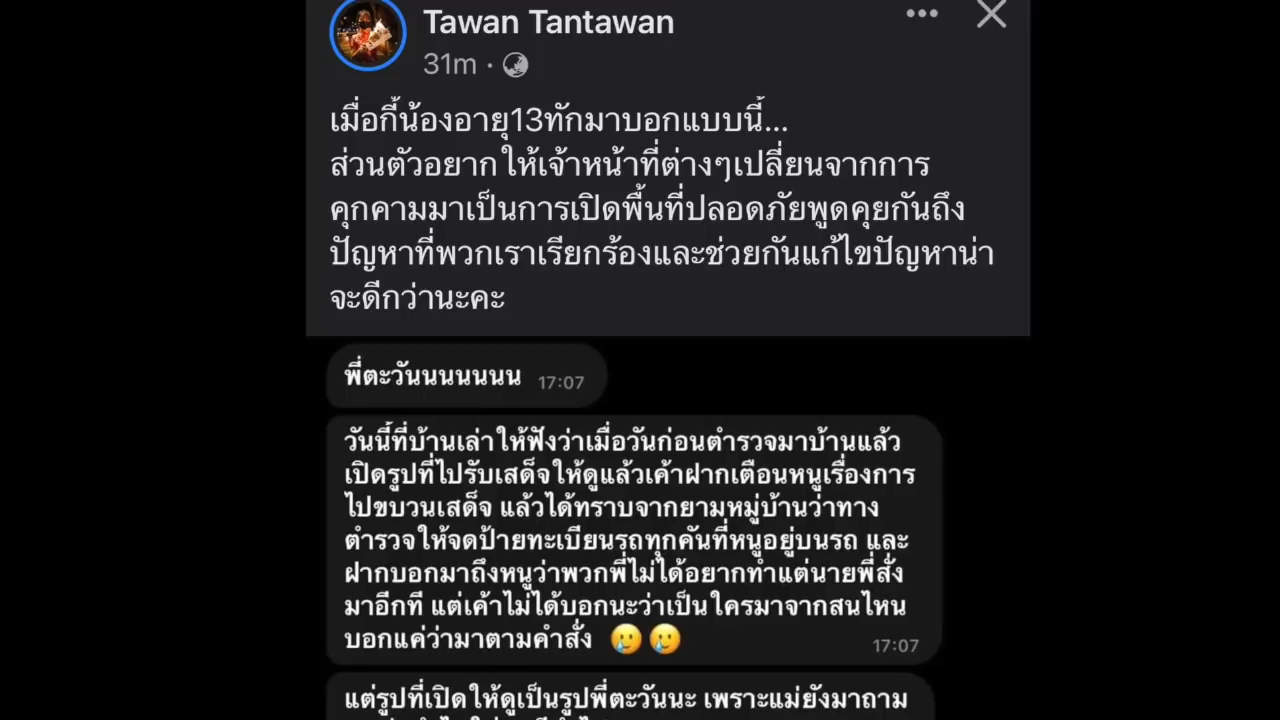 Tawan Tantawan
31m ·
เมื่อกี้น้องอายุ13ทักมาบอกแบบนี้...
ส่วนตัวอยากให้เจ้าหน้าที่ต่างๆเปลี่ยนจากการ
คุกคามมาเป็นการเปิดพื้นที่ปลอดภัยพูดคุยกันถึง
ปัญหาที่พวกเราเรียกร้องและช่วยกันแก้ไขปัญหาน่า
จะดีกว่านะคะ
พี่ตะวันนนนนนน 17:07
วันนี้ที่บ้านเล่าให้ฟังว่าเมื่อวันก่อนตำรวจมาบ้านแล้ว
เปิดรูปที่ไปรับเสด็จให้ดูแล้วเค้าฝากเตือนหนูเรื่องการ
ไปขบวนเสด็จ แล้วได้ทราบจากยามหมู่บ้านว่าทาง
ตำรวจให้จดป้ายทะเบียนรถทุกคันที่หนูอยู่บนรถ และ
ฝากบอกมาถึงหนูว่าพวกพี่ไม่ได้อยากทำแต่นายพี่สั่ง
มาอีกที แต่เค้าไม่ได้บอกนะว่าเป็นใครมาจากสนไหน
บอกแค่ว่ามาตามคำสั่ง 🥲🥲 17:07
แต่รูปที่เปิดให้ดูเป็นรูปพี่ตะวันนะ เพราะแม่ยังมาถาม